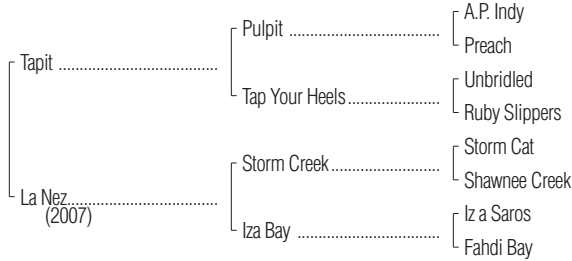 A.P. Indy
Pulpit ..........................................
Preach
Tapit ................................................
Unbridled
Tap Your Heels.........................
Ruby Slippers
Storm Cat
Storm Creek..............................
Shawnee Creek
La Nez.............................................
(2007)
Iz a Saros
Iza Bay ......................................
Fahdi Bay